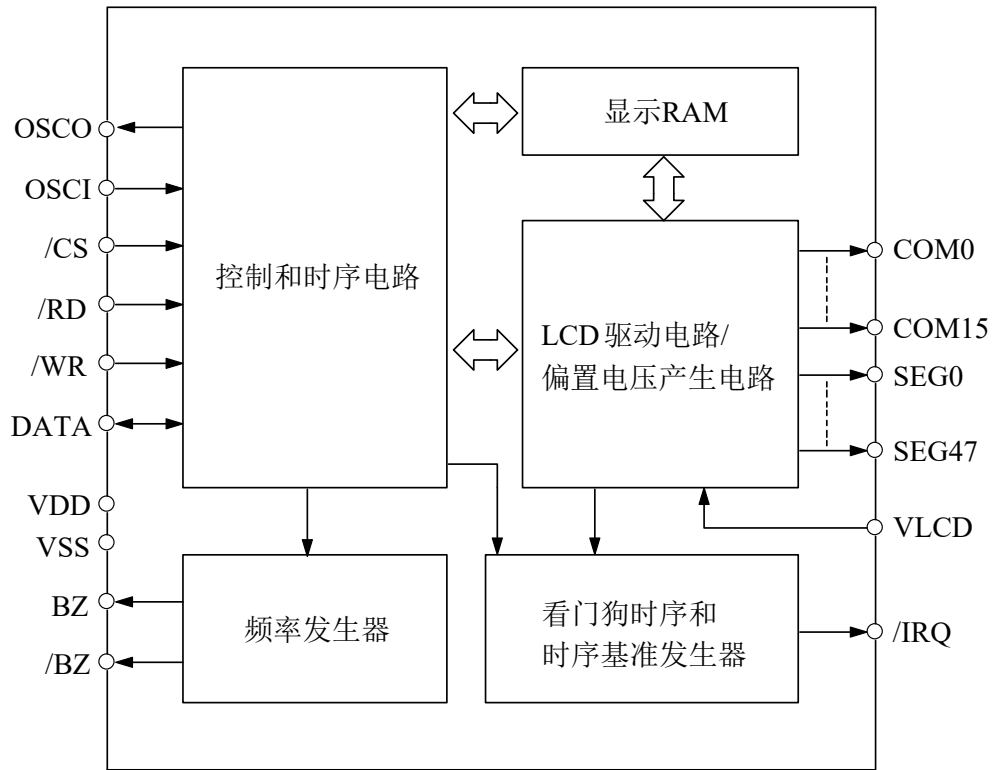 显示RAM
OSCO
OSCI
/CS
COM0
控制和时序电路
/RD
COM15
LCD 驱动电路/
/WR
偏置电压产生电路
SEG0
DATA
SEG47
VDD
VLCD
VSS
BZ
频率发生器
看门狗时序和
/IRQ
时序基准发生器
/BZ